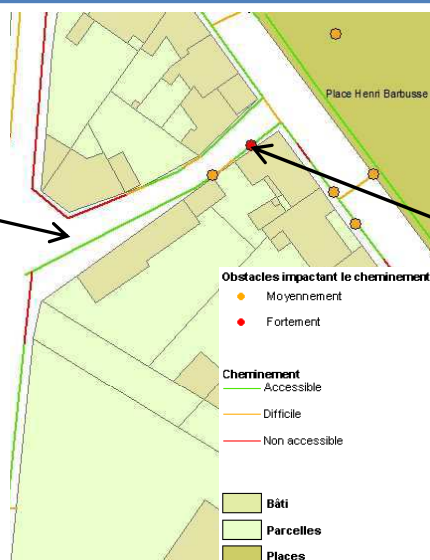 Place Henri Barbusse
Obstacles impactant le cheminement
Moyennement
Fortement
Cheminement
Accessible
Difficile
Non accessible
Bâti
Parcelles
Places